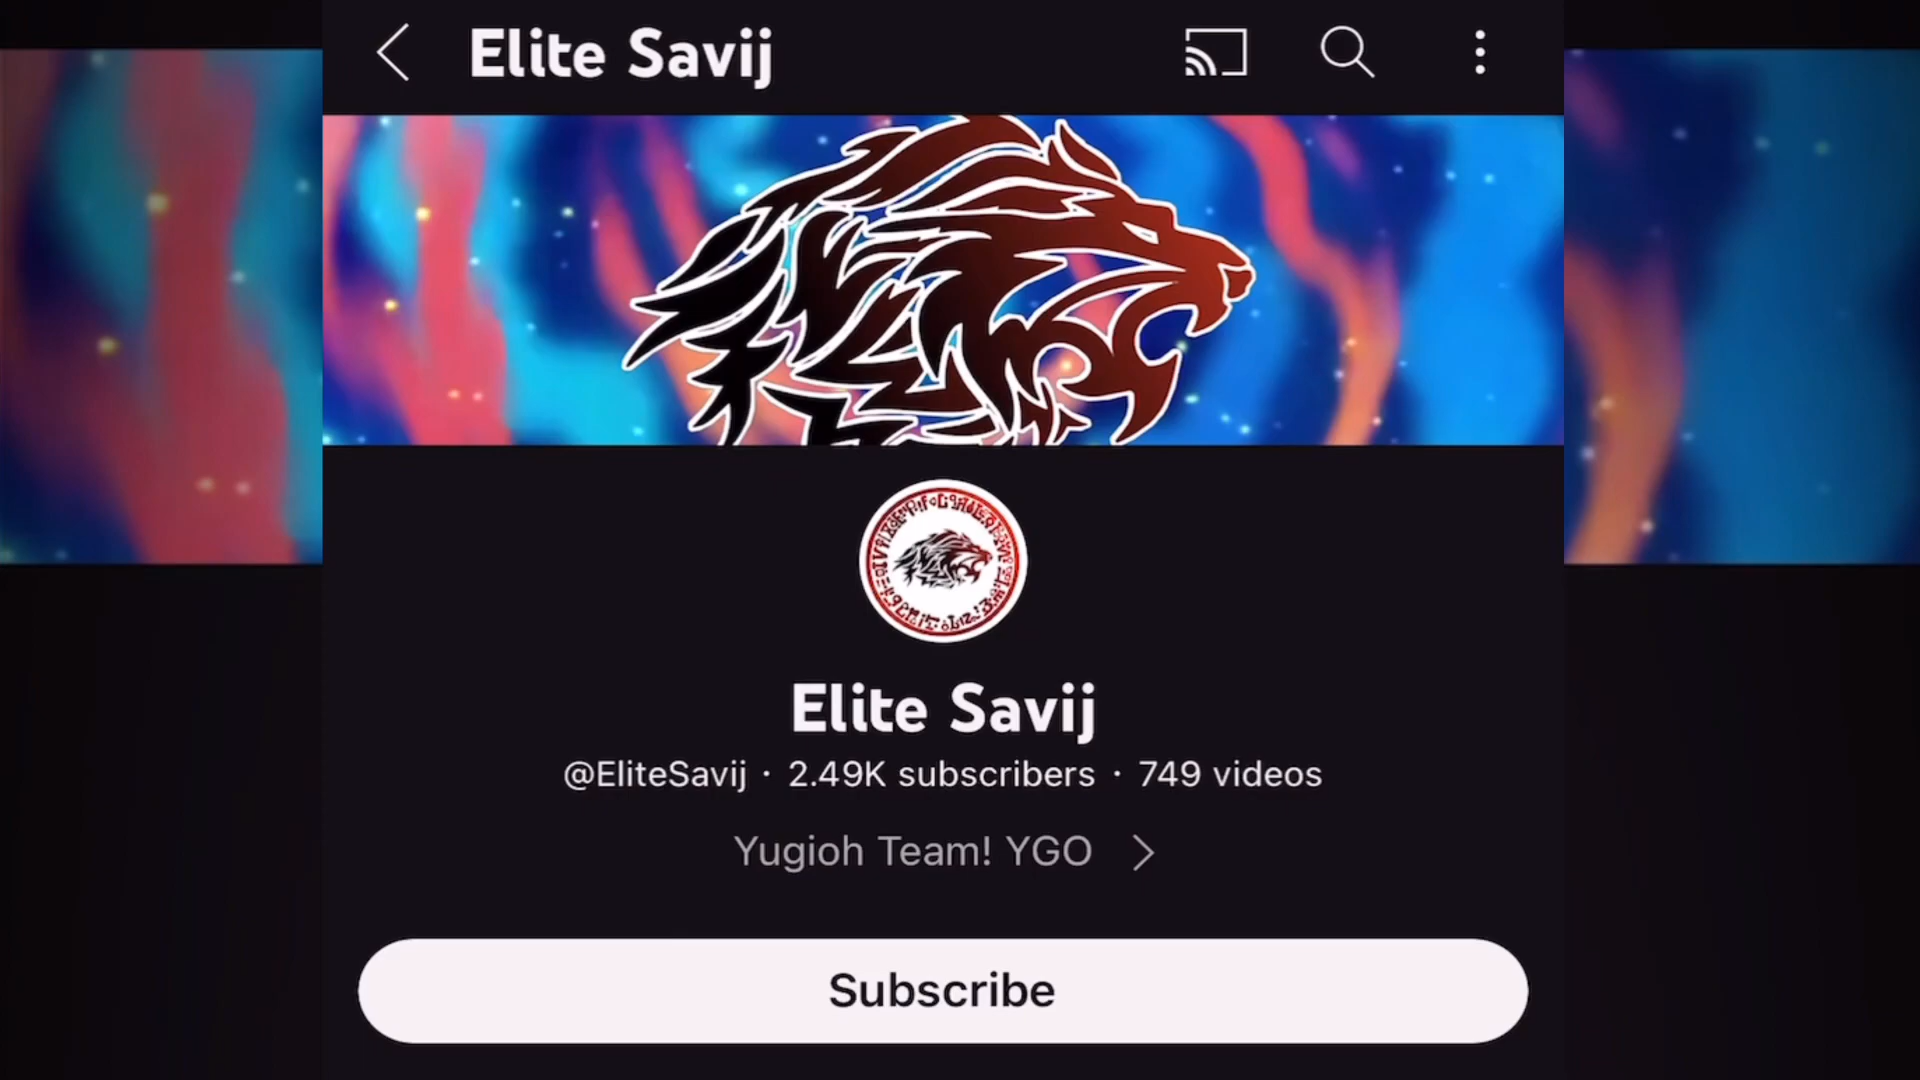 Elite Savij
Elite Savij
@EliteSavij · 2.49K subscribers · 749 videos
Yugioh Team! YGO
Subscribe